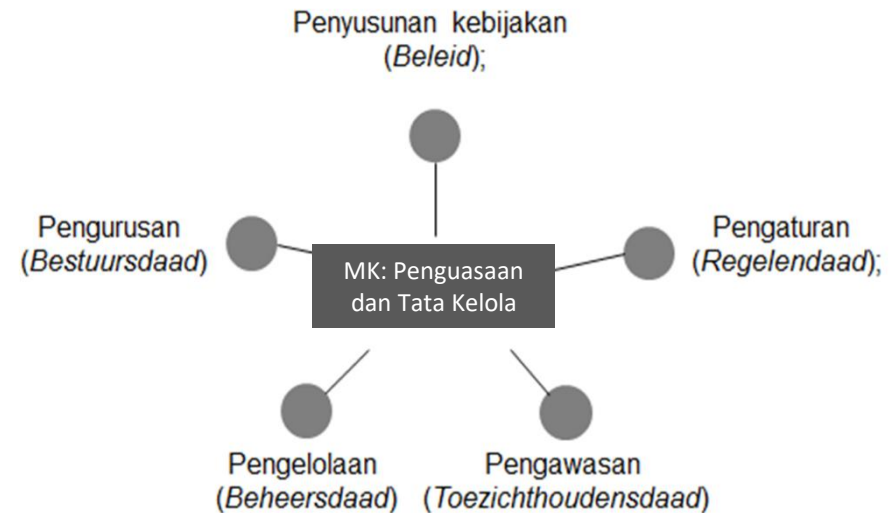 Penyusunan kebijakan
(Beleid);
Pengurusan
(Bestuursdaad)
Pengaturan
(Regelendaad);
MK: Penguasaan
dan Tata Kelola
Pengelolaan
(Beheersdaad)
Pengawasan
(Toezichthoudensdaad)